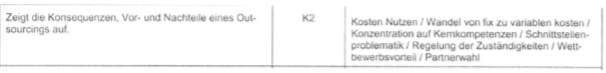 Zeigt die Konsequenzen, Vor- und Nachteile eines Out-
sourcings auf.
K2
Kosten Nutzen / Wandel von fix zu variablen kosten /
Konzentration auf Kernkompetenzen / Schnittstellen-
problematik / Regelung der Zuständigkeiten / Wett-
bewerbsvorteil / Partnerwahl